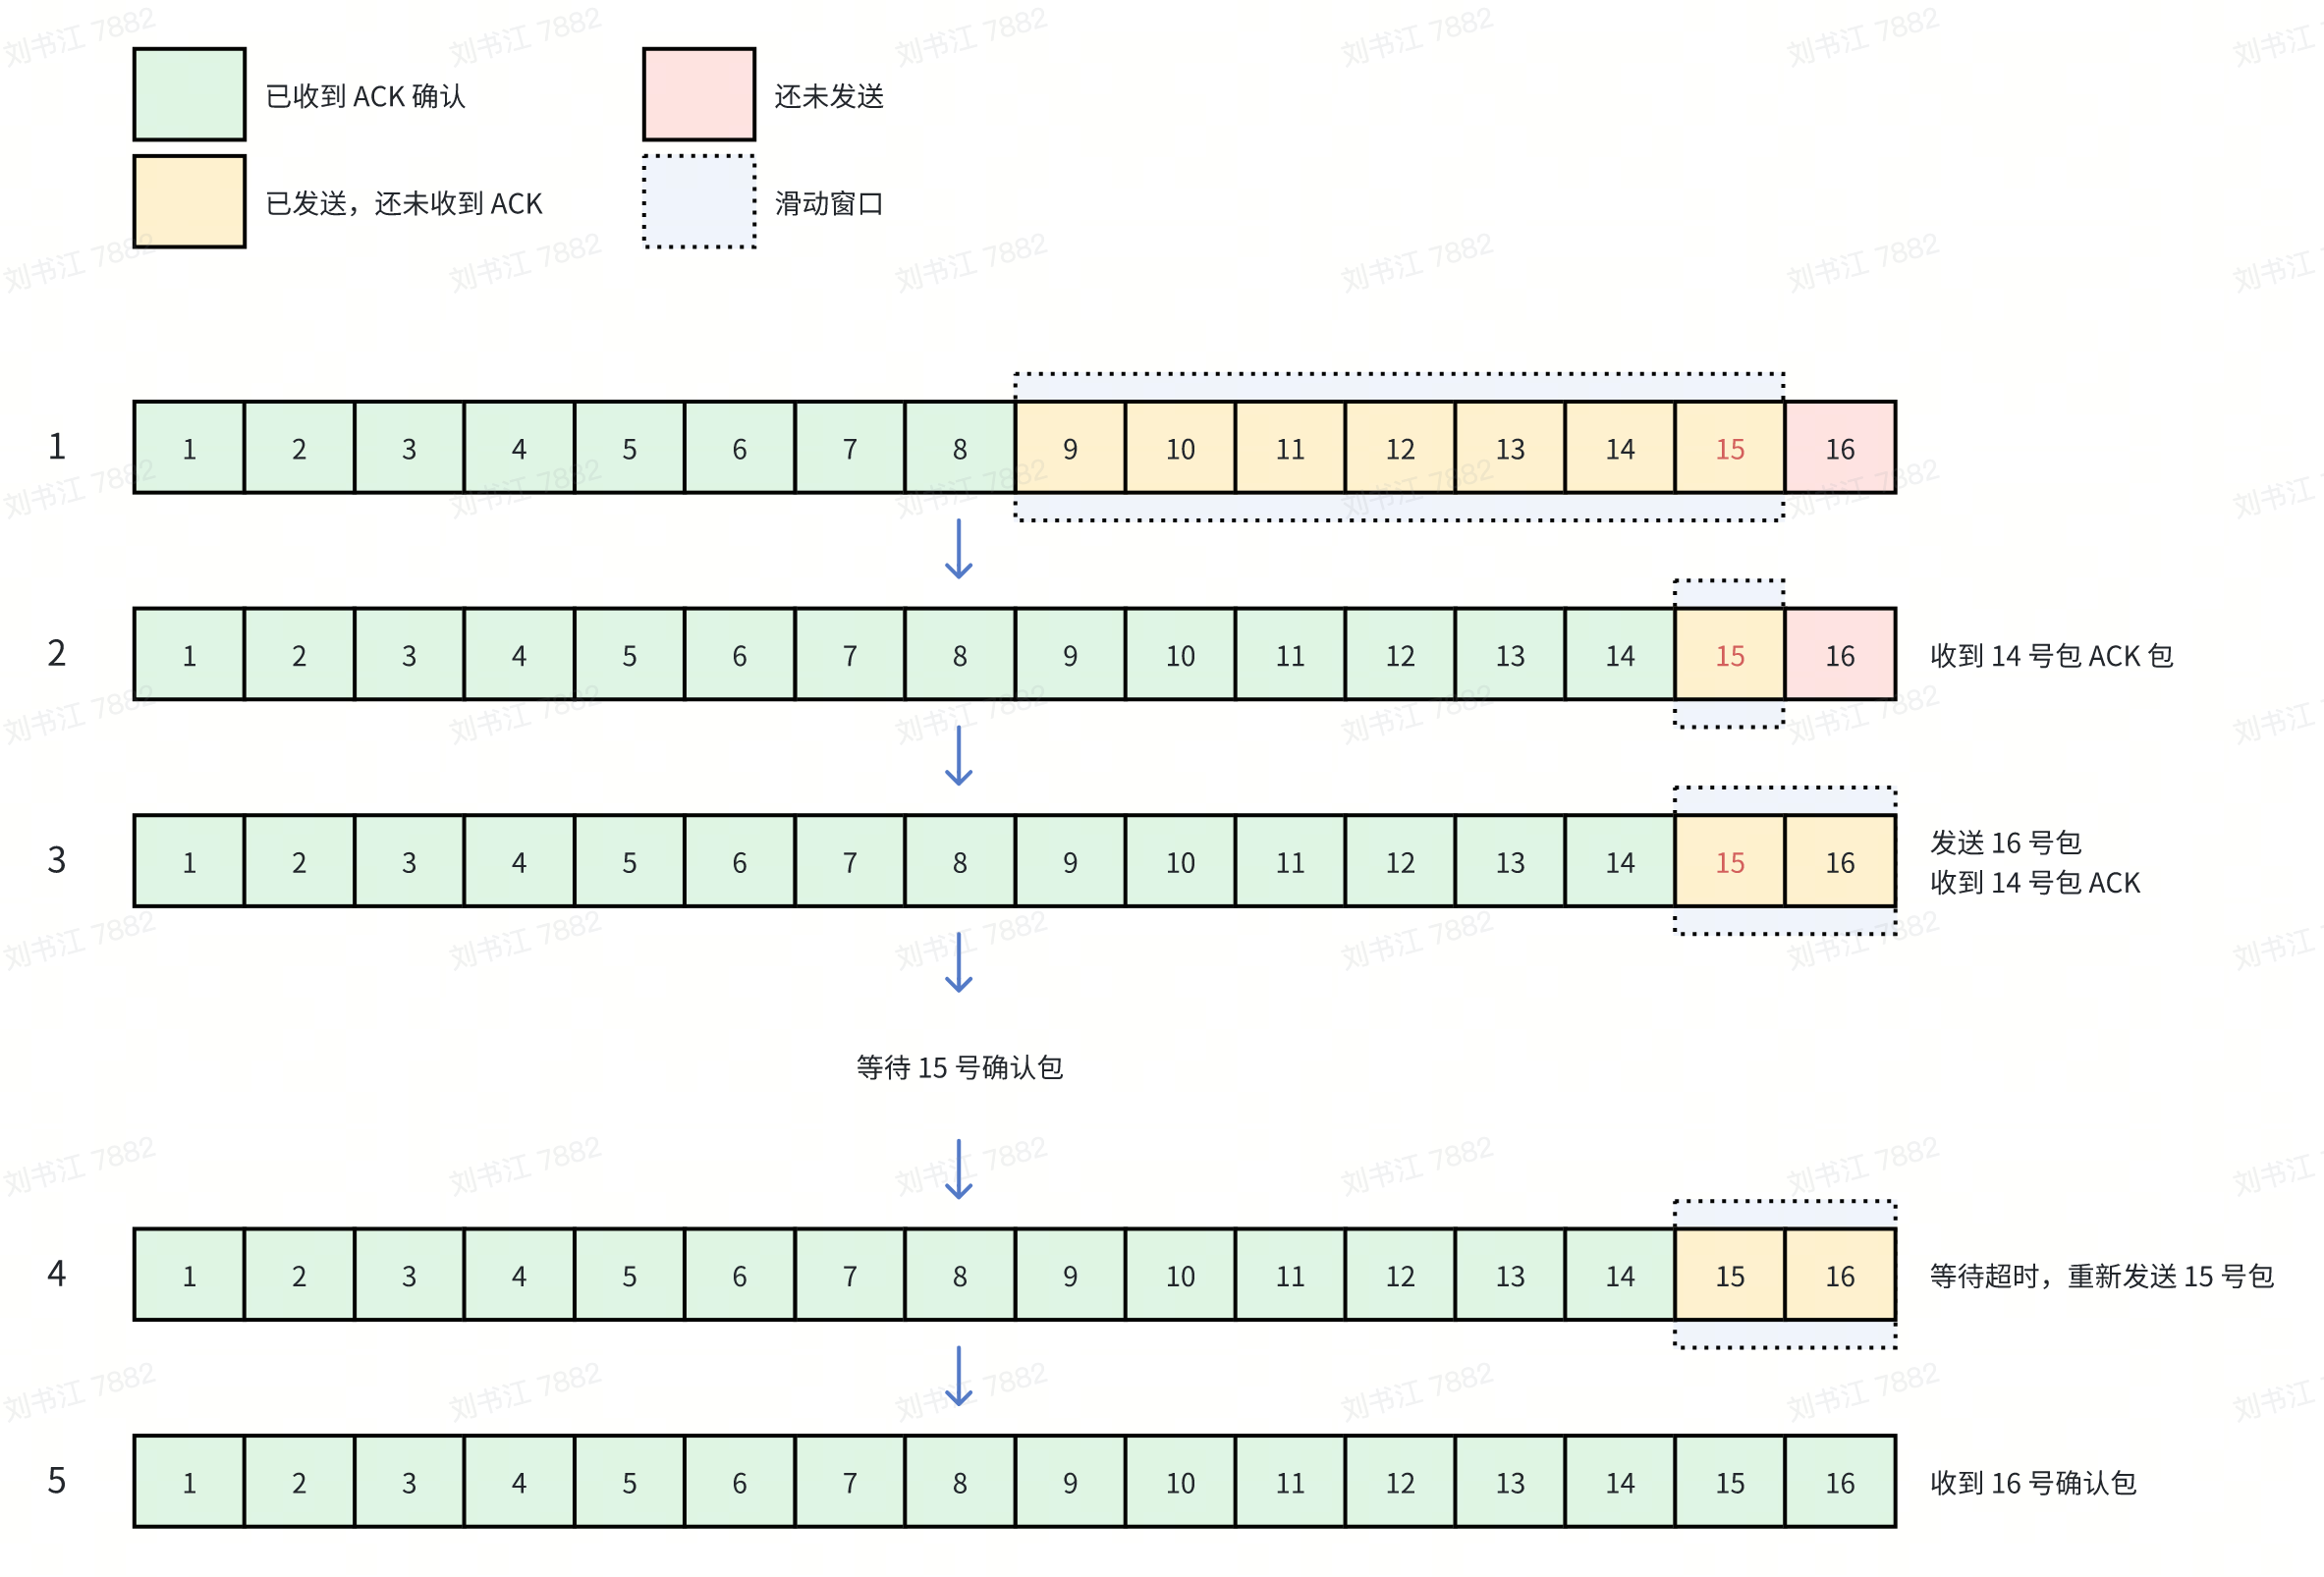 已收到 ACK 确认
还未发送
已发送，还未收到 ACK
滑动窗口
1 1 2 3 4 5 6 7 8 9 10 11 12 13 14 15 16
2 1 2 3 4 5 6 7 8 9 10 11 12 13 14 15 16 收到 14 号包 ACK 包
3 1 2 3 4 5 6 7 8 9 10 11 12 13 14 15 16
发送 16 号包
收到 14 号包 ACK
等待 15 号确认包
4 1 2 3 4 5 6 7 8 9 10 11 12 13 14 15 16 等待超时，重新发送 15 号包
5 1 2 3 4 5 6 7 8 9 10 11 12 13 14 15 16 收到 16 号确认包
刘书江 7882